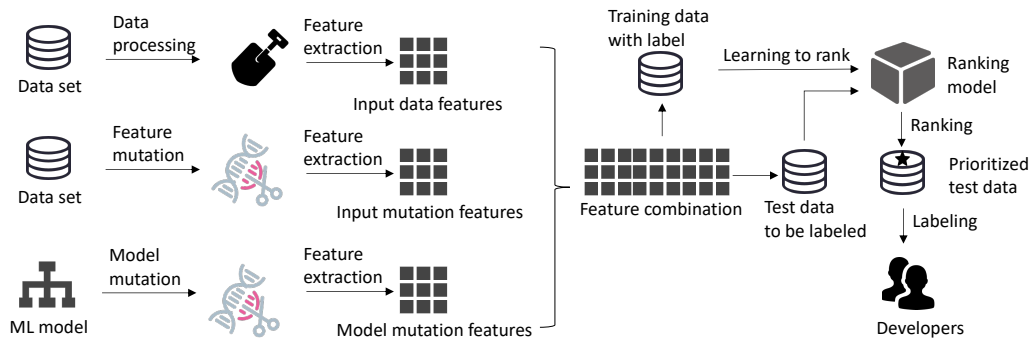 Data
processing
Data set
Feature
extraction
Input data features
Feature
mutation
Data set
Feature
extraction
Input mutation features
Model
mutation
ML model
Feature
extraction
Model mutation features
Feature combination
Training data
with label
Learning to rank
Ranking
model
Test data
to be labeled
Ranking
Prioritized
test data
Labeling
Developers